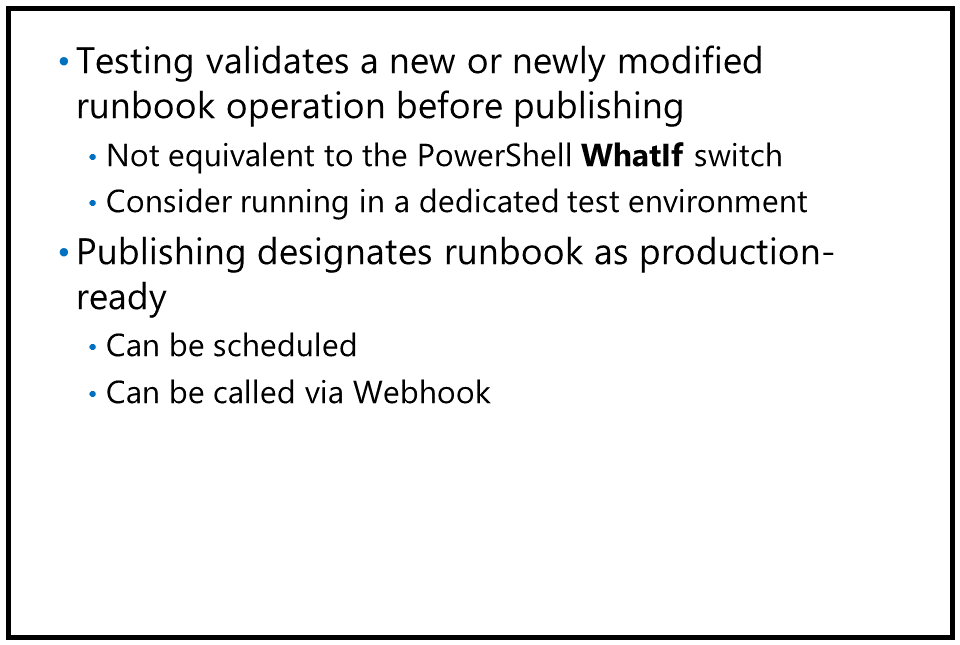 • Testing validates a new or newly modified
runbook operation before publishing
• Not equivalent to the PowerShell WhatIf switch
• Consider running in a dedicated test environment
• Publishing designates runbook as production-
ready
• Can be scheduled
• Can be called via Webhook